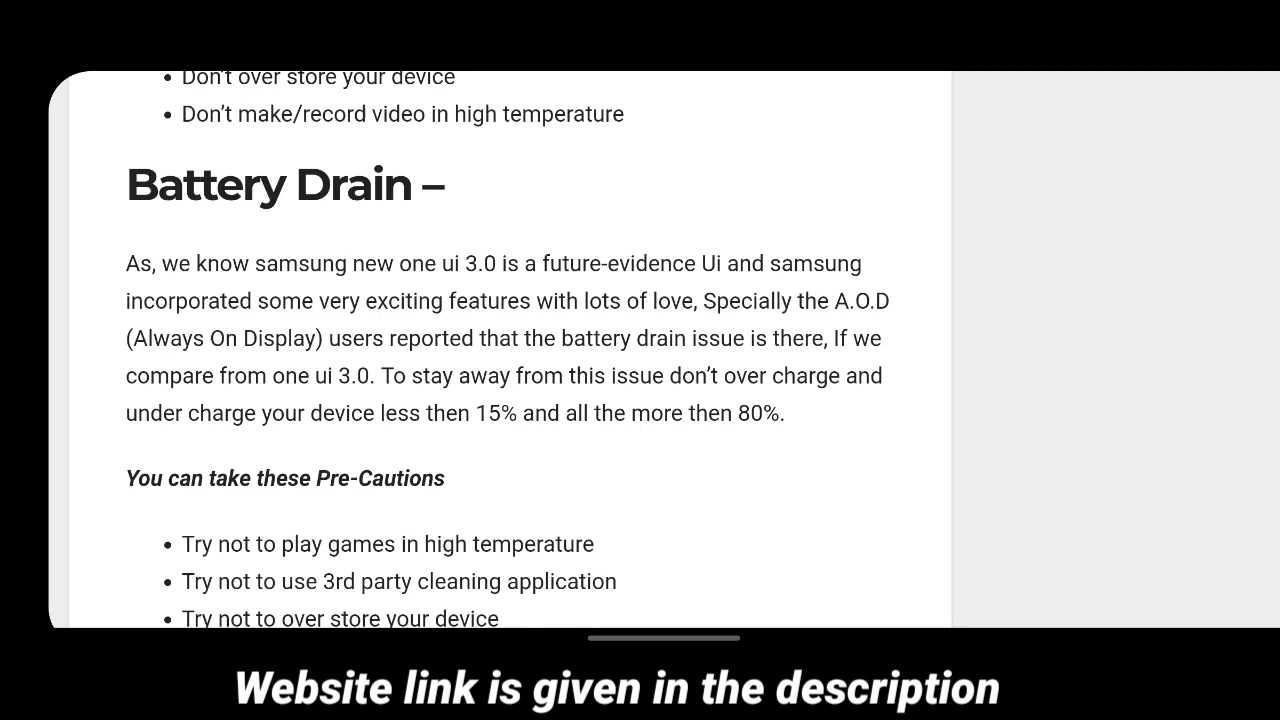 Don't over store your device
Don't make/record video in high temperature
Battery Drain –
As, we know samsung new one ui 3.0 is a future-evidence Ui and samsung
incorporated some very exciting features with lots of love, Specially the A.O.D
(Always On Display) users reported that the battery drain issue is there, If we
compare from one ui 3.0. To stay away from this issue don't over charge and
under charge your device less then 15% and all the more then 80%.
You can take these Pre-Cautions
Try not to play games in high temperature
Try not to use 3rd party cleaning application
Try not to over store your device
Website link is given in the description